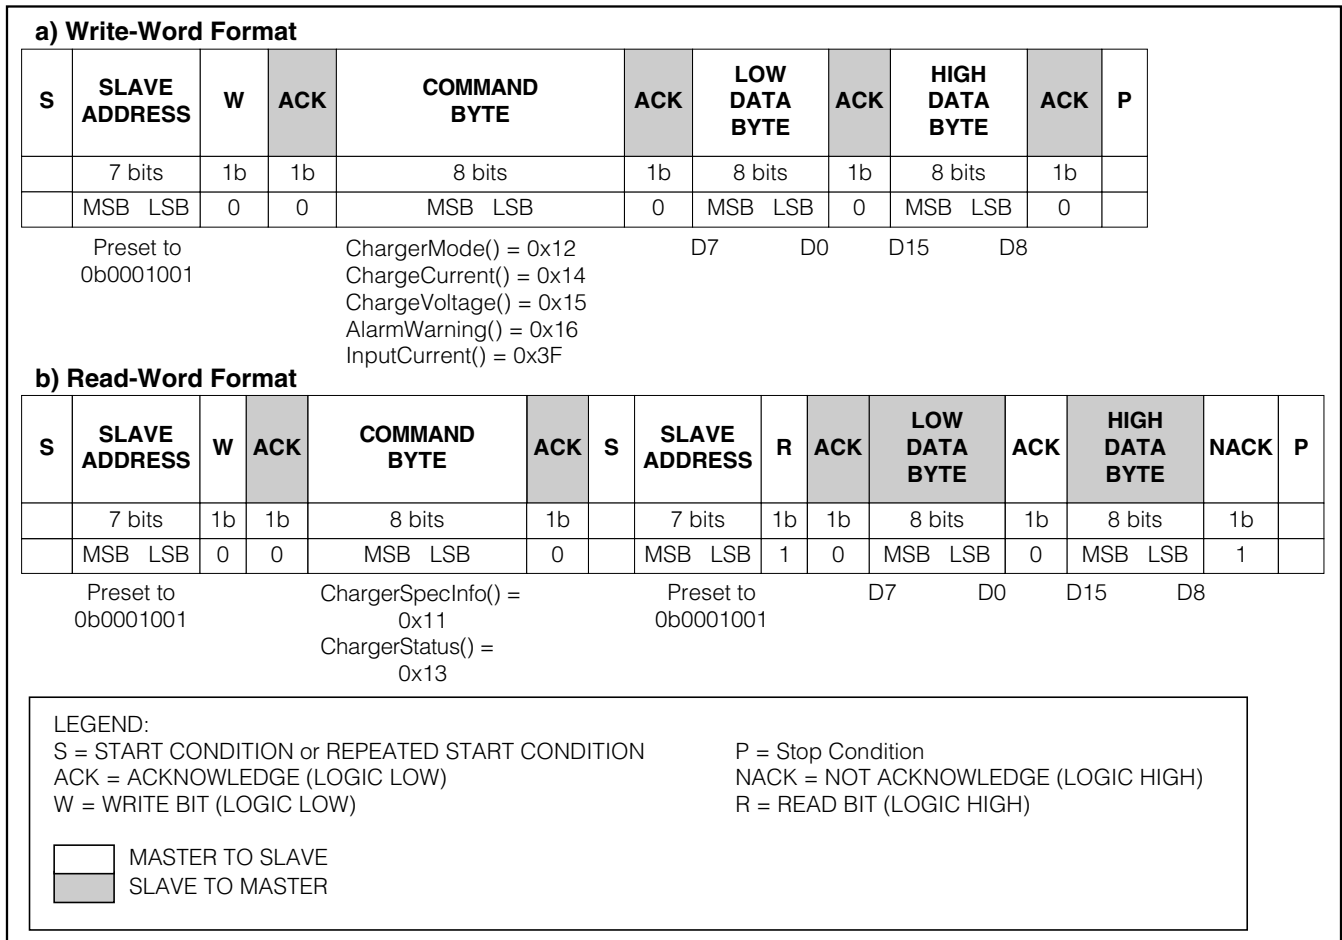 a) Write-Word Format
S SLAVE ADDRESS W ACK COMMAND BYTE ACK LOW DATA BYTE ACK HIGH DATA BYTE ACK P
7 bits 1b 1b 8 bits 1b 8 bits 1b 8 bits 1b
MSB LSB 0 0 MSB LSB 0 MSB LSB 0 MSB LSB 0
Preset to 0b0001001
ChargerMode() = 0x12
ChargeCurrent() = 0x14
ChargeVoltage() = 0x15
AlarmWarning() = 0x16
InputCurrent() = 0x3F
D7 D0 D15 D8
b) Read-Word Format
S SLAVE ADDRESS W ACK COMMAND BYTE ACK S SLAVE ADDRESS R ACK LOW DATA BYTE ACK HIGH DATA BYTE NACK P
7 bits 1b 1b 8 bits 1b 7 bits 1b 1b 8 bits 1b 8 bits 1b
MSB LSB 0 0 MSB LSB 0 MSB LSB 1 0 MSB LSB 0 MSB LSB 1
Preset to 0b0001001
ChargerSpecInfo() =
0x11
ChargerStatus() =
0x13
Preset to 0b0001001
D7 D0 D15 D8
LEGEND:
S = START CONDITION or REPEATED START CONDITION
ACK = ACKNOWLEDGE (LOGIC LOW)
W = WRITE BIT (LOGIC LOW)
P = Stop Condition
NACK = NOT ACKNOWLEDGE (LOGIC HIGH)
R = READ BIT (LOGIC HIGH)
MASTER TO SLAVE
SLAVE TO MASTER